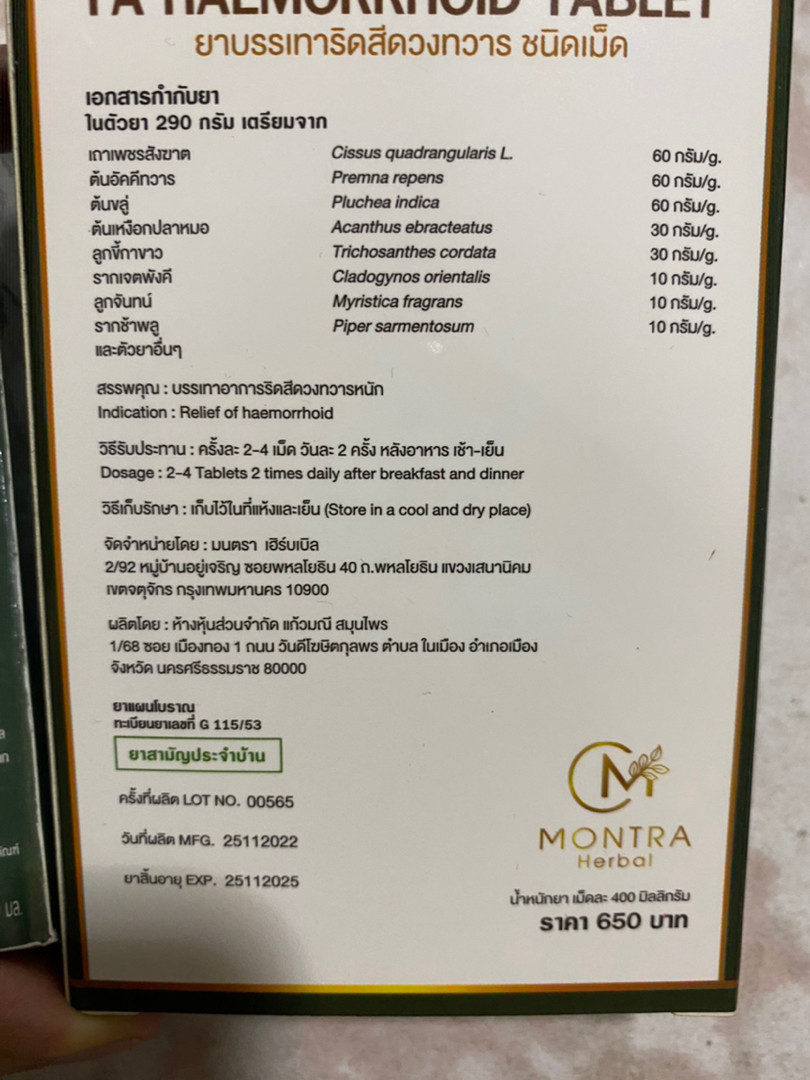 YA HAEMORRHOID TABLET
ยาบรรเทาริดสีดวงทวาร ชนิดเม็ด
เอกสารกำกับยา
ในตัวยา 290 กรัม เตรียมจาก
เถาเพชรสังฆาต Cissus quadrangularis L. 60 กรัม/g.
ต้นอัคคีทวาร Premna repens 60 กรัม/g.
ต้นขลู่ Pluchea indica 60 กรัม/g.
ต้นเหงือกปลาหมอ Acanthus ebracteatus 30 กรัม/g.
ลูกขี้กาขาว Trichosanthes cordata 30 กรัม/g.
รากเจตพังคี Cladogynos orientalis 10 กรัม/g.
ลูกจันทน์ Myristica fragrans 10 กรัม/g.
รากช้าพลู Piper sarmentosum 10 กรัม/g.
และตัวยาอื่นๆ
สรรพคุณ : บรรเทาอาการริดสีดวงทวารหนัก
Indication : Relief of haemorrhoid
วิธีรับประทาน : ครั้งละ 2-4 เม็ด วันละ 2 ครั้ง หลังอาหาร เช้า-เย็น
Dosage : 2-4 Tablets 2 times daily after breakfast and dinner
วิธีเก็บรักษา : เก็บไว้ในที่แห้งและเย็น (Store in a cool and dry place)
จัดจำหน่ายโดย : มนตรา เฮิร์บเบิล
2/92 หมู่บ้านอยู่เจริญ ซอยพหลโยธิน 40 ถ.พหลโยธิน แขวงเสนานิคม
เขตจตุจักร กรุงเทพมหานคร 10900
ผลิตโดย : ห้างหุ้นส่วนจำกัด แก้วมณี สมุนไพร
1/68 ซอย เมืองทอง 1 ถนน วันดีโฆษิตกุลพร ตำบล ในเมือง อำเภอเมือง
จังหวัด นครศรีธรรมราช 80000
ยาแผนโบราณ
ทะเบียนยาเลขที่ G 115/53
ยาสามัญประจำบ้าน
ครั้งที่ผลิต LOT NO. 00565
วันที่ผลิต MFG. 25112022
ยาสิ้นอายุ EXP. 25112025
M
MONTRA
Herbal
น้ำหนักยา เม็ดละ 400 มิลลิกรัม
ราคา 650 บาท
มล.